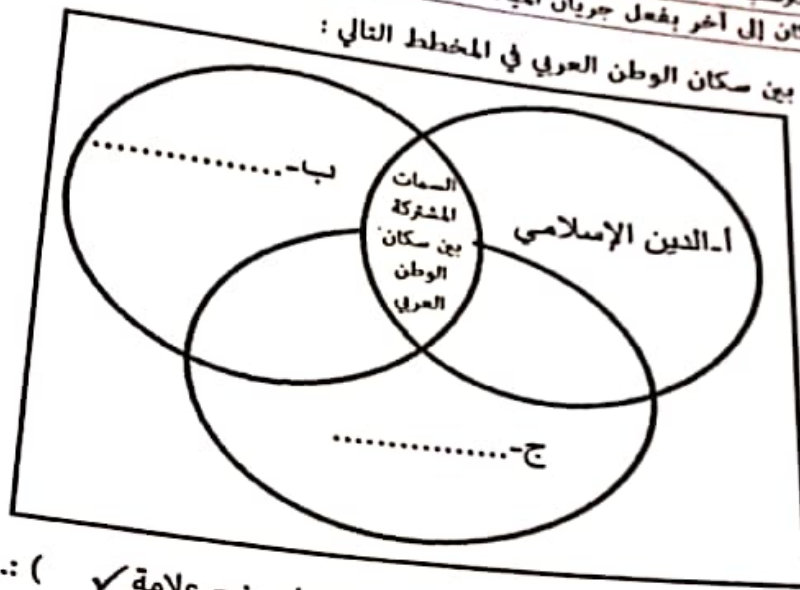 إلى آخر بفعل جريان
بين سكان الوطن العربي في المخطط التالي :
السمات
المشتركة
بين سكان
الوطن
العربي
أ-الدين الإسلامي
ب-...............
ج-...............
علامة ✓ ( :.